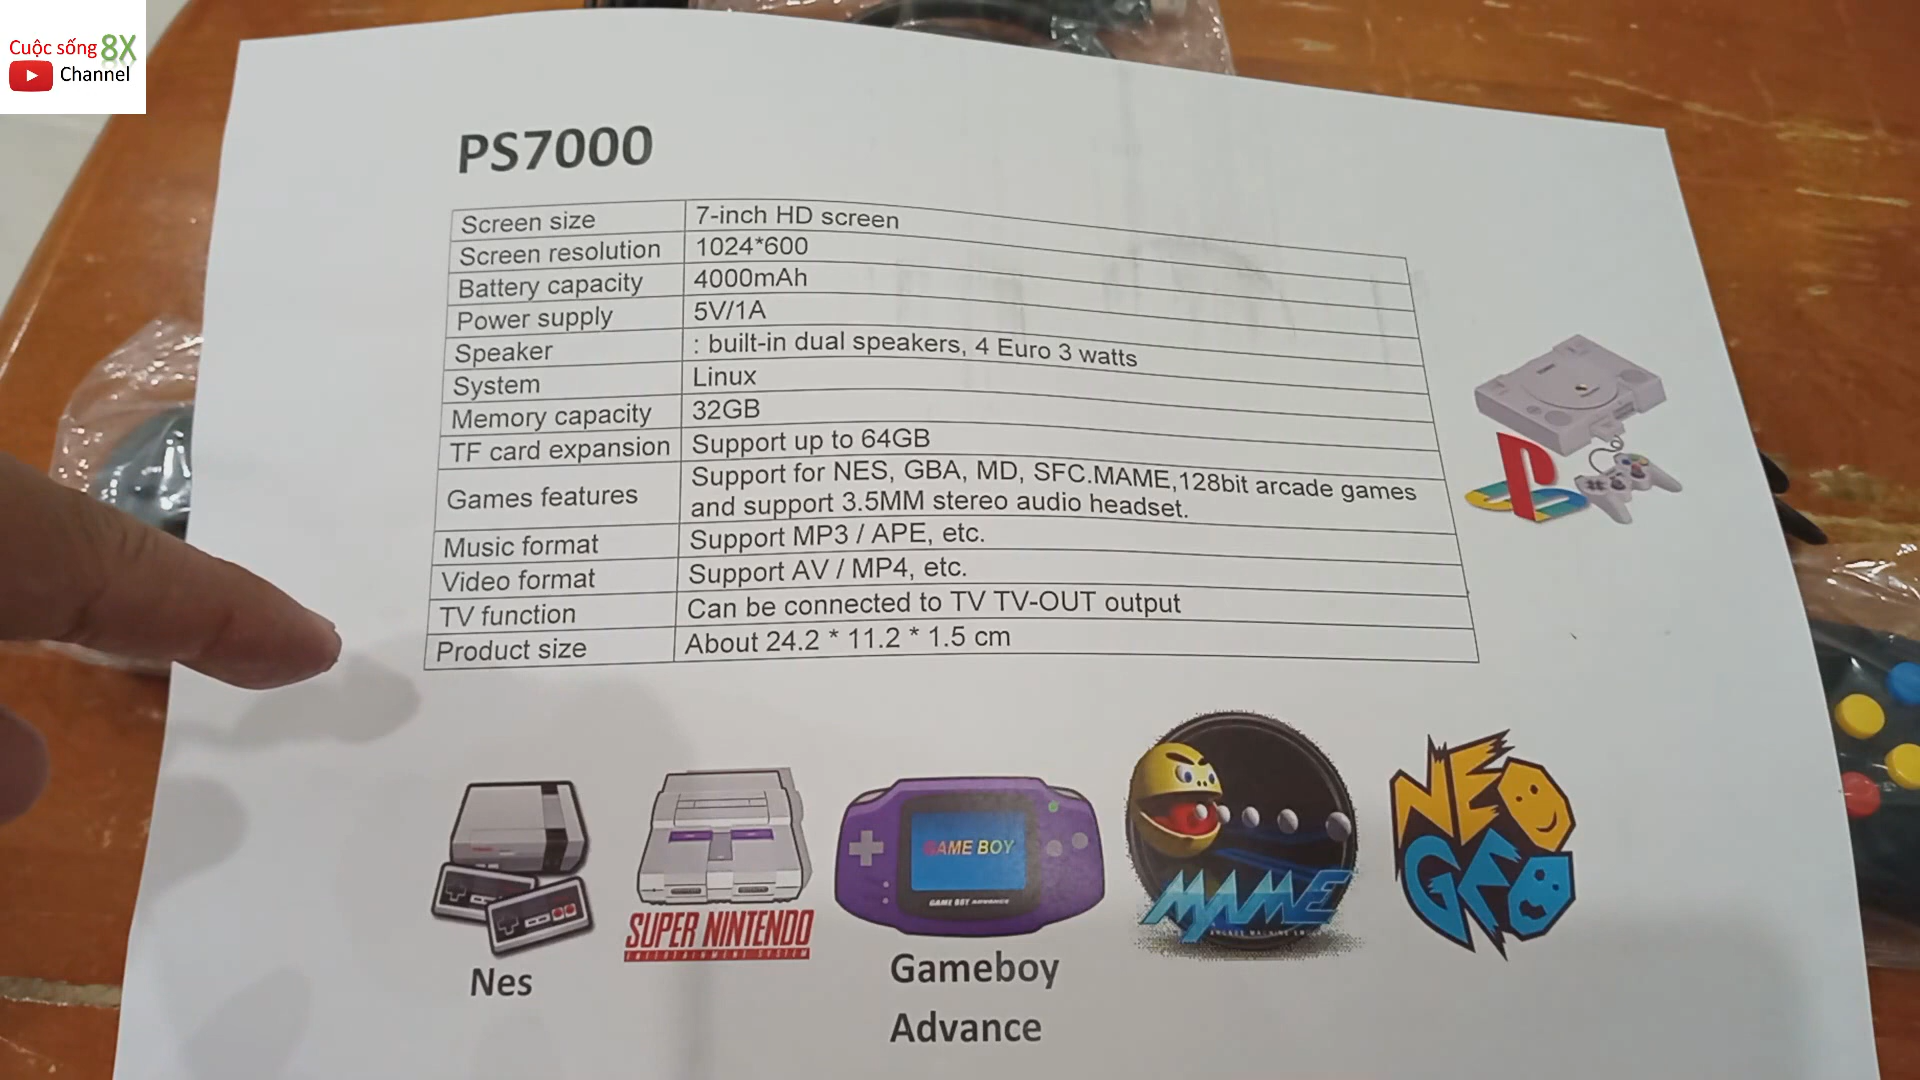 Cuộc sống 8X
Channel
PS7000
Screen size 7-inch HD screen
Screen resolution 1024*600
Battery capacity 4000mAh
Power supply 5V/1A
Speaker : built-in dual speakers, 4 Euro 3 watts
System Linux
Memory capacity 32GB
TF card expansion Support up to 64GB
Games features Support for NES, GBA, MD, SFC.MAME,128bit arcade games
and support 3.5MM stereo audio headset.
Music format Support MP3 / APE, etc.
Video format Support AV / MP4, etc.
TV function Can be connected to TV TV-OUT output
Product size About 24.2 * 11.2 * 1.5 cm
GAME BOY
GAME BOY ADVANCE
SUPER NINTENDO
ENTERTAINMENT SYSTEM
MAME
NEO
GEO
Nes
Gameboy
Advance